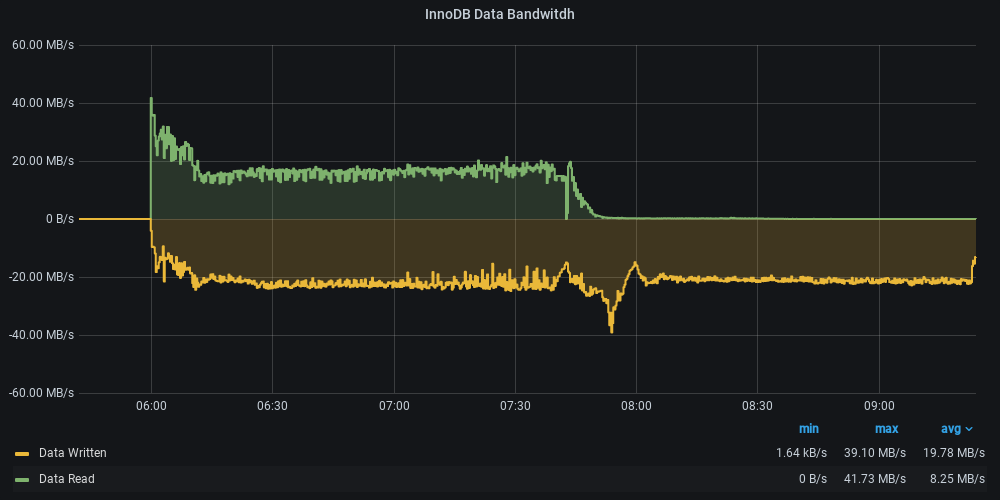 InnoDB Data Bandwitdh
60.00 MB/s
40.00 MB/s
20.00 MB/s
0 B/s
-20.00 MB/s
-40.00 MB/s
-60.00 MB/s
06:00 06:30 07:00 07:30 08:00 08:30 09:00
min max avg
Data Written 1.64 kB/s 39.10 MB/s 19.78 MB/s
Data Read 0 B/s 41.73 MB/s 8.25 MB/s